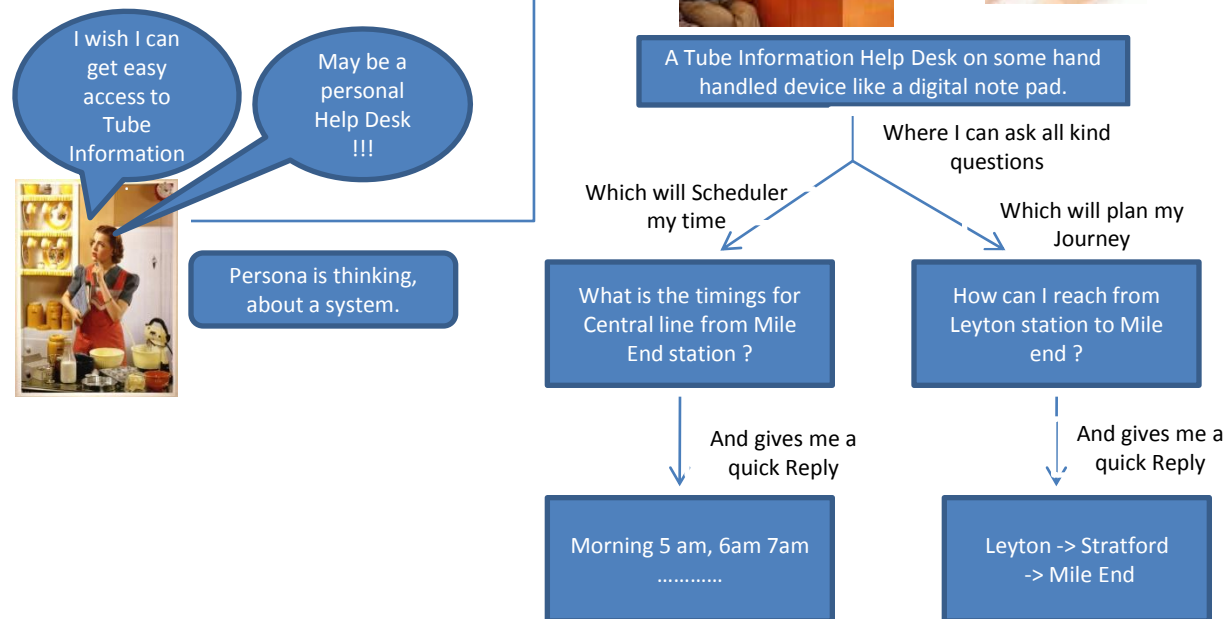 I wish I can
get easy
access to
Tube
Information
May be a
personal
Help Desk
!!!
Persona is thinking,
about a system.
A Tube Information Help Desk on some hand
handled device like a digital note pad.
Where I can ask all kind
questions
Which will Scheduler
my time
Which will plan my
Journey
What is the timings for
Central line from Mile
End station ?
How can I reach from
Leyton station to Mile
end ?
And gives me a
quick Reply
And gives me a
quick Reply
Morning 5 am, 6am 7am
…………
Leyton -> Stratford
-> Mile End